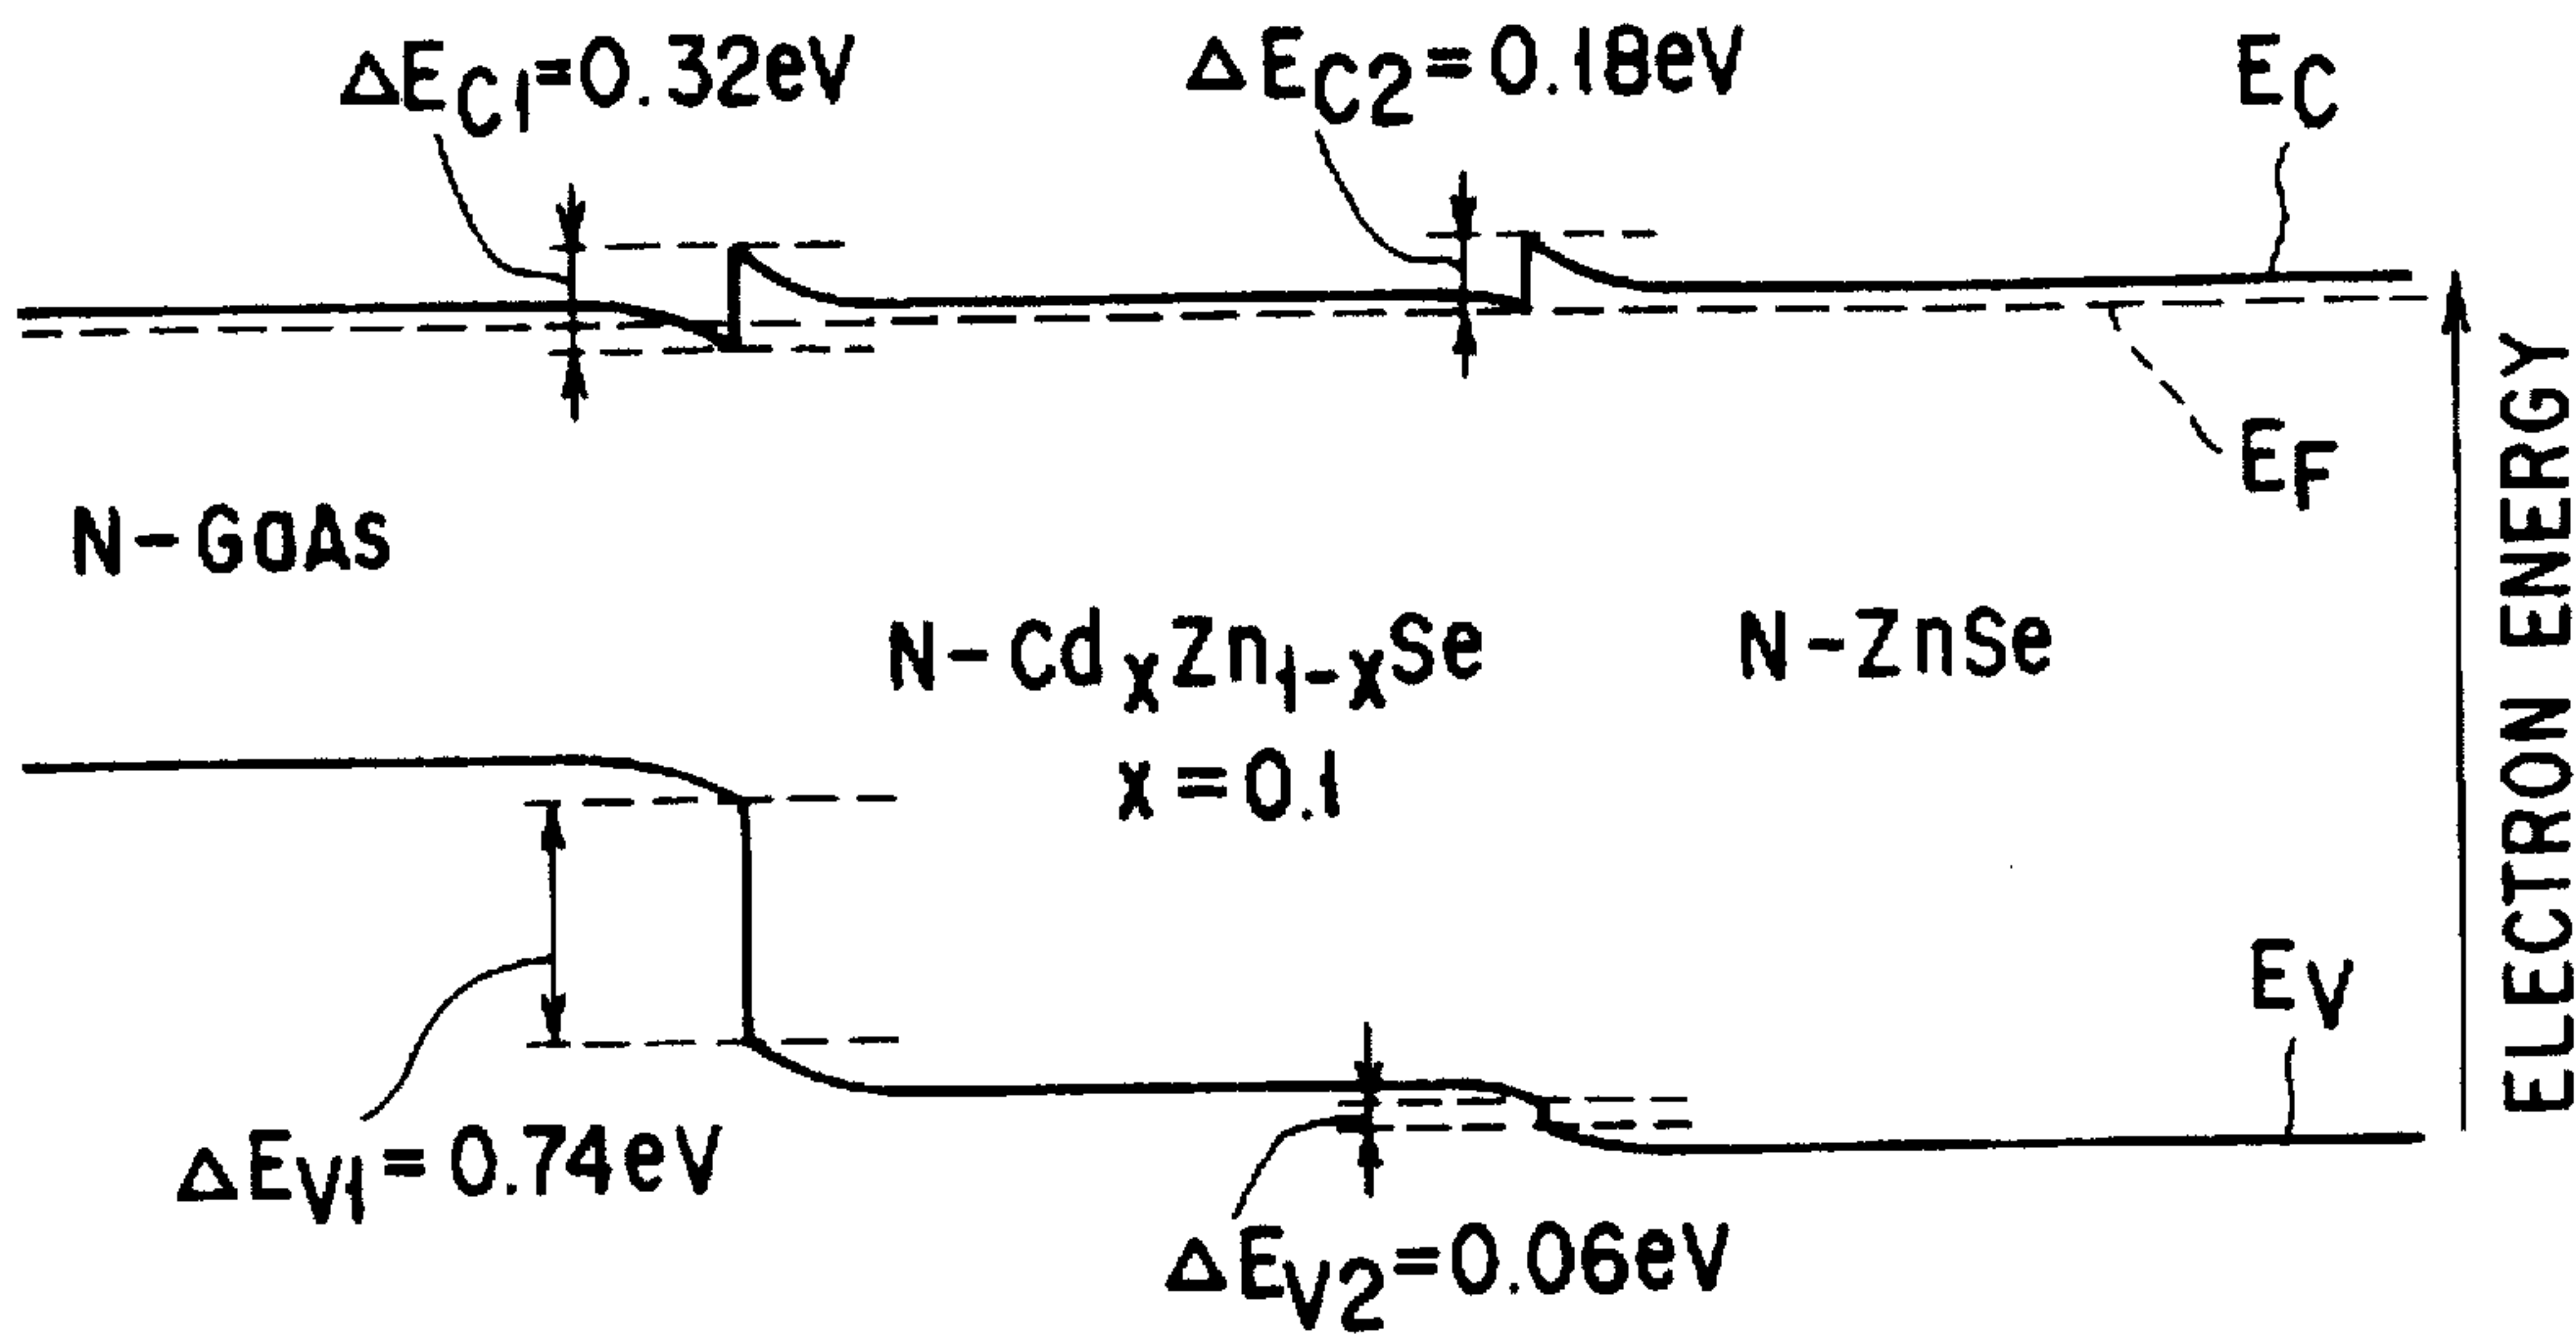 ΔEC1=0.32eV
ΔEC2=0.18eV
EC
EF
N-GaAs
N-CdxZn1-xSe
x=0.1
N-ZnSe
ELECTRON ENERGY
EV
ΔEV1=0.74eV
ΔEV2=0.06eV